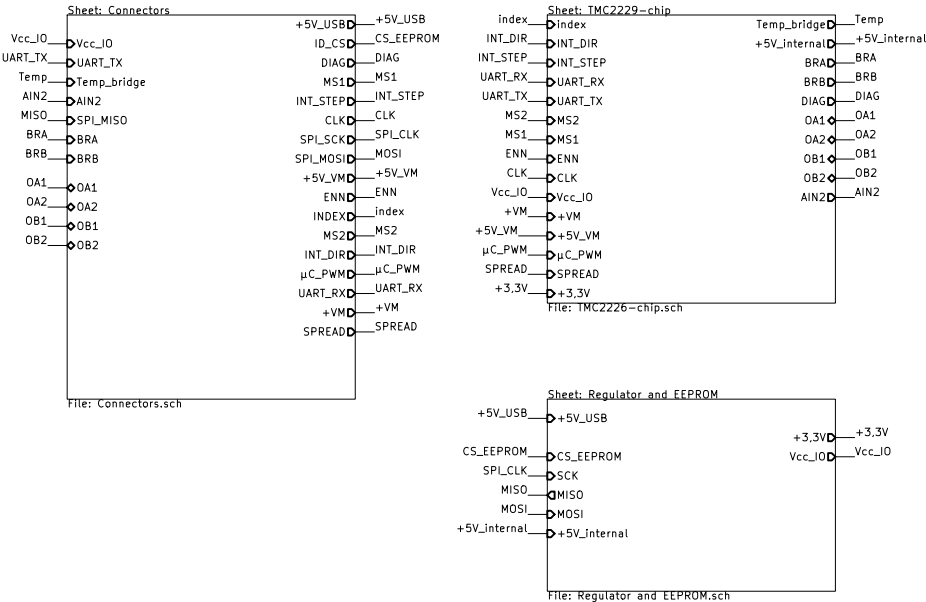 Sheet: Connectors
Vcc_IO Vcc_IO
UART_TX UART_TX
Temp Temp_bridge
AIN2 AIN2
MISO SPI_MISO
BRA BRA
BRB BRB
OA1 OA1
OA2 OA2
OB1 OB1
OB2 OB2
+5V_USB +5V_USB
ID_CS CS_EEPROM
DIAG DIAG
MS1 MS1
INT_STEP INT_STEP
CLK CLK
SPI_SCK SPI_CLK
SPI_MOSI MOSI
+5V_VM +5V_VM
ENN ENN
INDEX index
MS2 MS2
INT_DIR INT_DIR
µC_PWM µC_PWM
UART_RX UART_RX
+VM +VM
SPREAD SPREAD
File: Connectors.sch
Sheet: TMC2229-chip
index index
INT_DIR INT_DIR
INT_STEP INT_STEP
UART_RX UART_RX
UART_TX UART_TX
MS2 MS2
MS1 MS1
ENN ENN
CLK CLK
Vcc_IO Vcc_IO
+VM +VM
+5V_VM +5V_VM
µC_PWM µC_PWM
SPREAD SPREAD
+3,3V +3,3V
Temp_bridge Temp
+5V_internal +5V_internal
BRA BRA
BRB BRB
DIAG DIAG
OA1 OA1
OA2 OA2
OB1 OB1
OB2 OB2
AIN2 AIN2
File: TMC2226-chip.sch
Sheet: Regulator and EEPROM
+5V_USB +5V_USB
CS_EEPROM CS_EEPROM
SPI_CLK SCK
MISO MISO
MOSI MOSI
+5V_internal +5V_internal
+3,3V +3,3V
Vcc_IO Vcc_IO
File: Regulator and EEPROM.sch